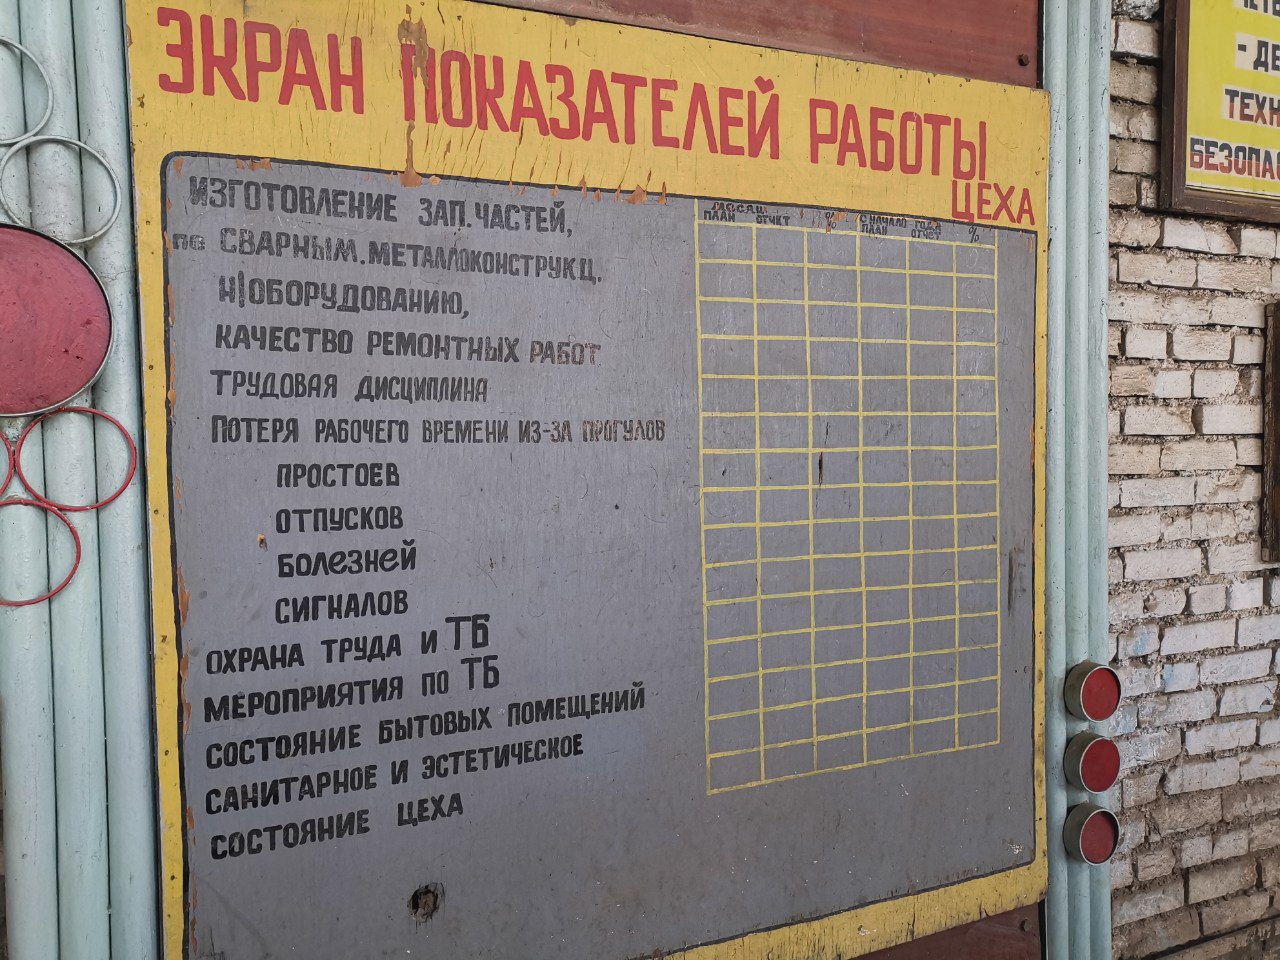 ЭКРАН ПОКАЗАТЕЛЕЙ РАБОТЫ
ЦЕХА
ИЗГОТОВЛЕНИЕ ЗАП.ЧАСТЕЙ,
по СВАРНЫМ.МЕТАЛЛОКОНСТРУКЦ.
Н|ОБОРУДОВАНИЮ,
КАЧЕСТВО РЕМОНТНЫХ РАБОТ
ТРУДОВАЯ ДИСЦИПЛИНА
ПОТЕРЯ РАБОЧЕГО ВРЕМЕНИ ИЗ-ЗА ПРОГУЛОВ
ПРОСТОЕВ
ОТПУСКОВ
БОЛЕЗНЕЙ
СИГНАЛОВ
ОХРАНА ТРУДА И ТБ
МЕРОПРИЯТИЯ ПО ТБ
СОСТОЯНИЕ БЫТОВЫХ ПОМЕЩЕНИЙ
САНИТАРНОЕ И ЭСТЕТИЧЕСКОЕ
СОСТОЯНИЕ ЦЕХА
С НАЧАЛО ГОДА
ПЛАН ОТЧЕТ % ПЛАН ОТЧЕТ %
- ДЕ
ТЕХН
БЕЗОПАС